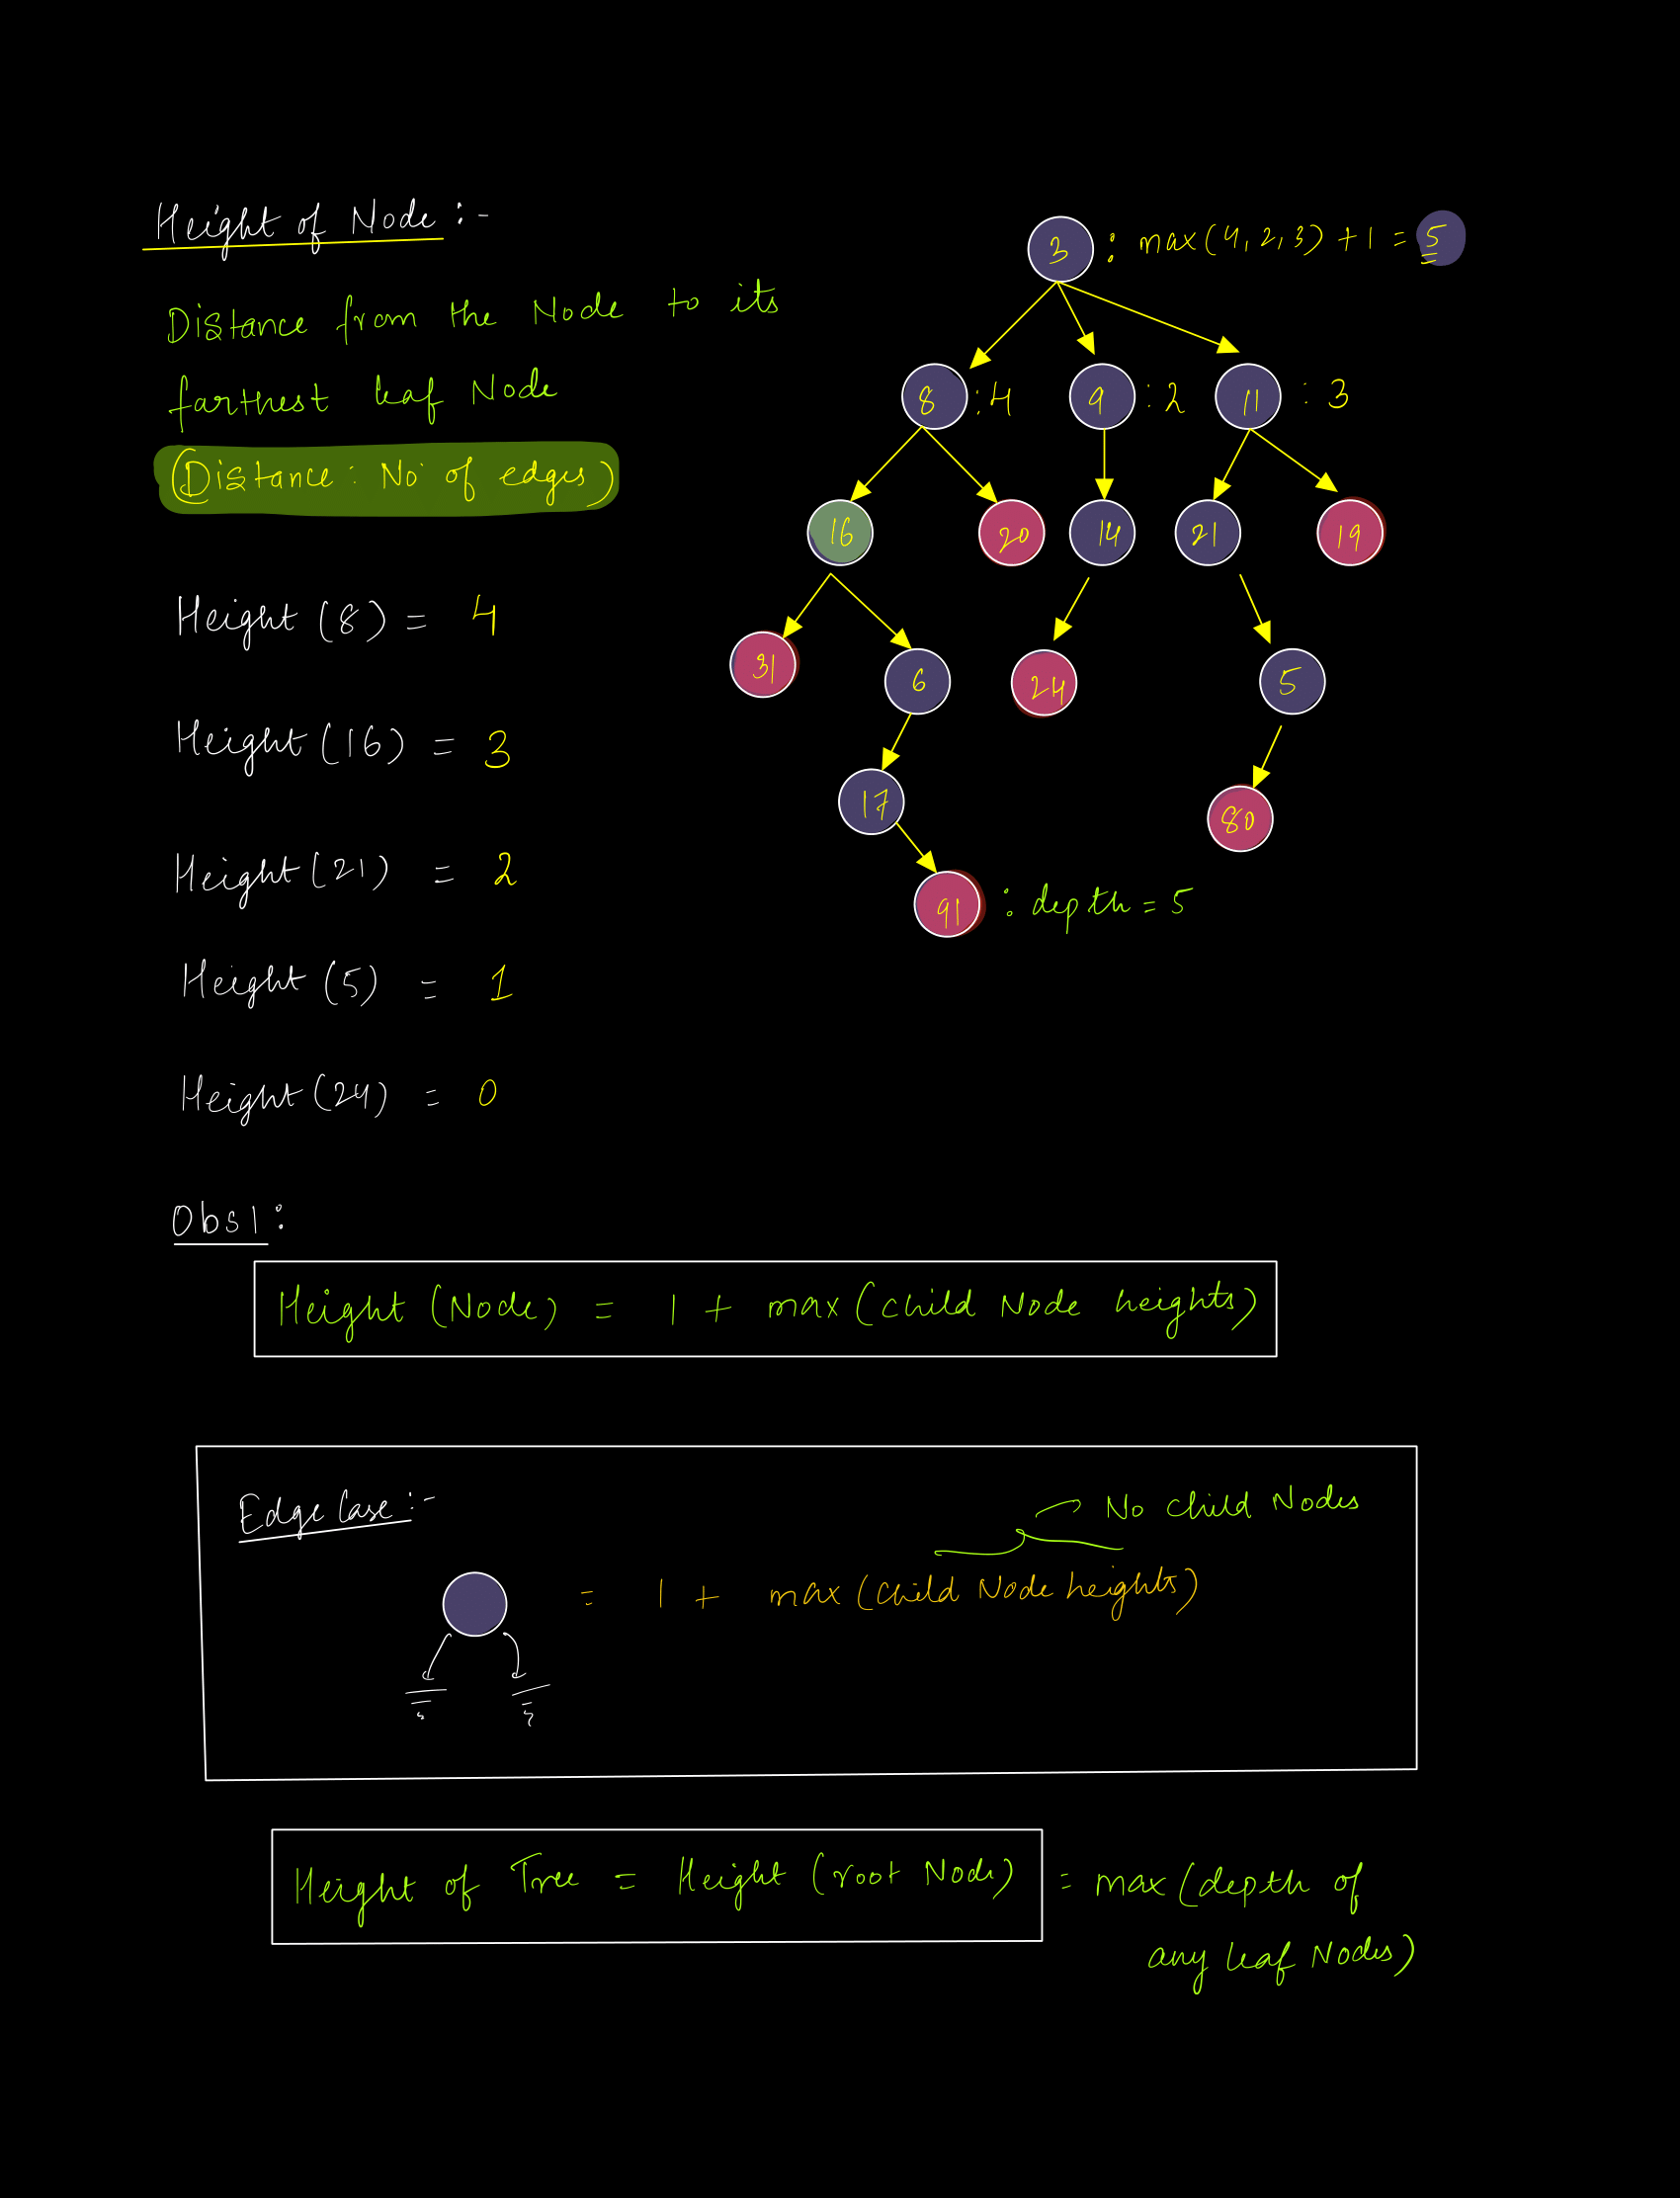 Height of Node :-
Distance from the Node to its
farthest leaf Node
(Distance : No of edges)
3 : max(4, 2, 3) + 1 = 5
8 : 4 9 : 2 11 : 3
16 20 14 21 19
31 6 24 5
17 80
91 : depth = 5
Height (8) = 4
Height (16) = 3
Height (21) = 2
Height (5) = 1
Height (24) = 0
Obs1 :
Height (Node) = 1 + max (child Node heights)
Edge Case :-
No child Nodes
= 1 + max (child Node heights)
Height of Tree = Height (root Node) = max (depth of
any leaf Nodes)